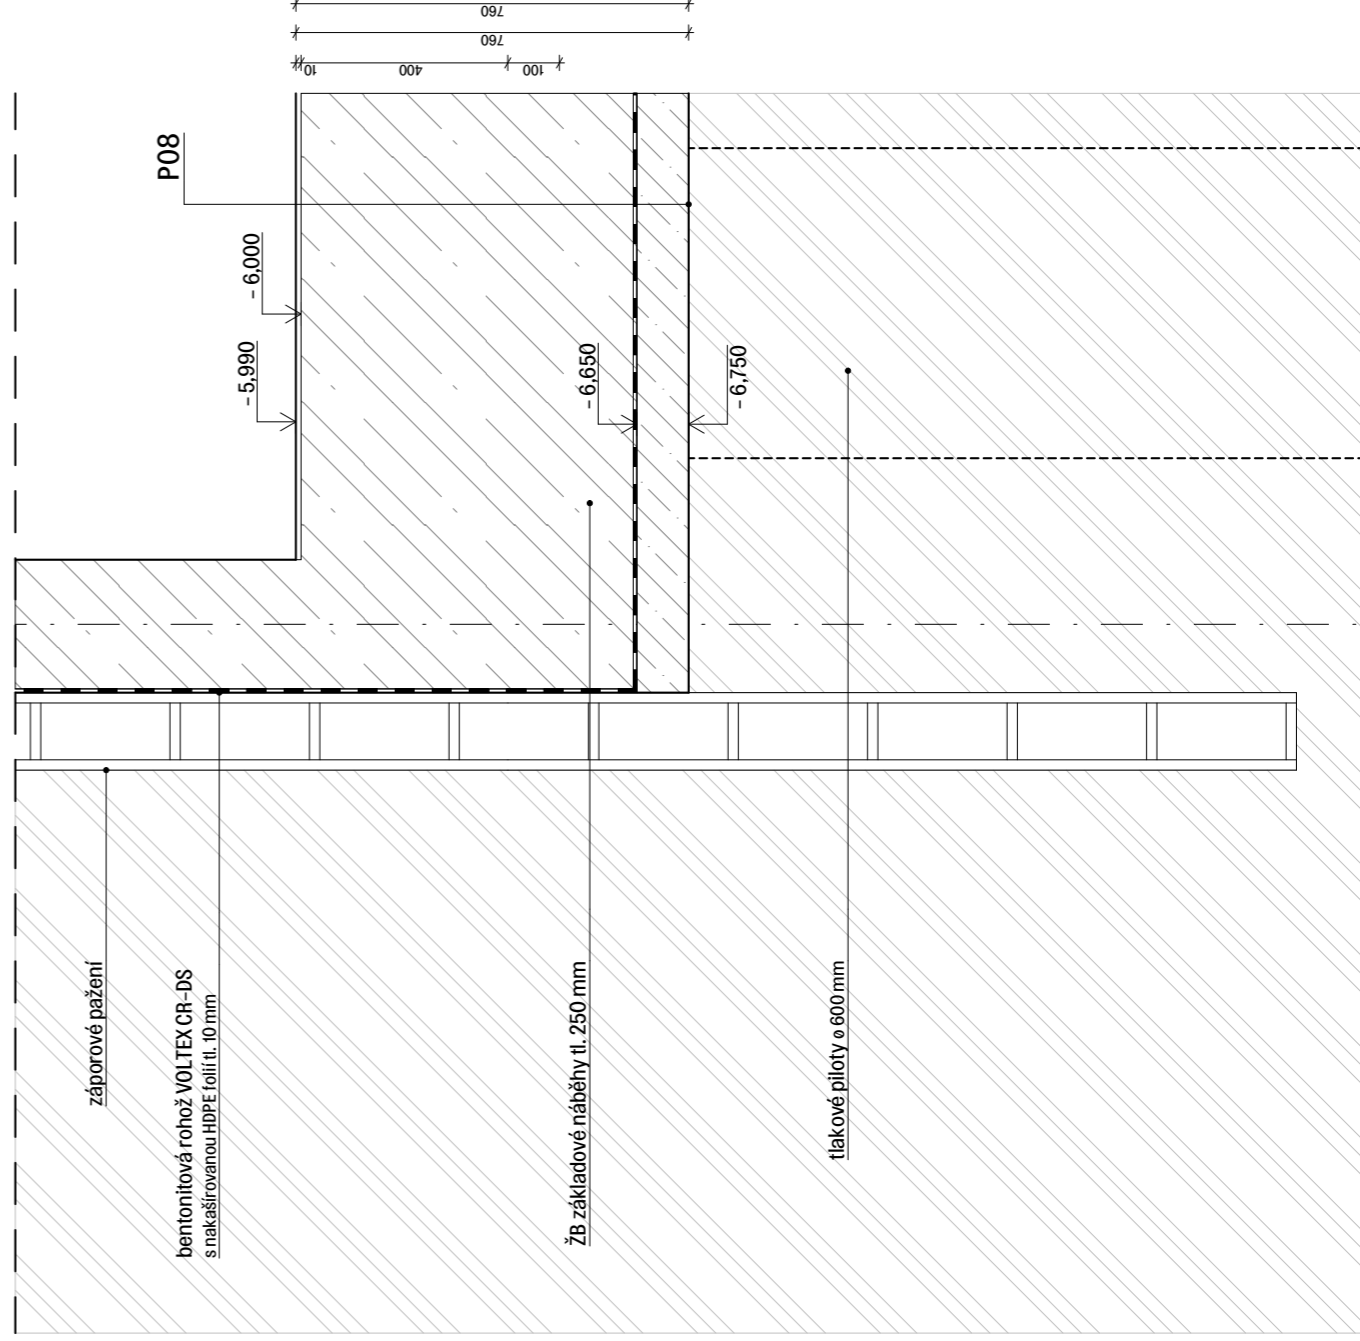 760
760
10
400
100
P08
- 6,000
- 5,990
- 6,650
- 6,750
záporové pažení
bentonitová rohož VOLTEX CR-DS
s nakašírovanou HDPE folií tl. 10 mm
ŽB základové náběhy tl. 250 mm
tlakové piloty ø 600 mm